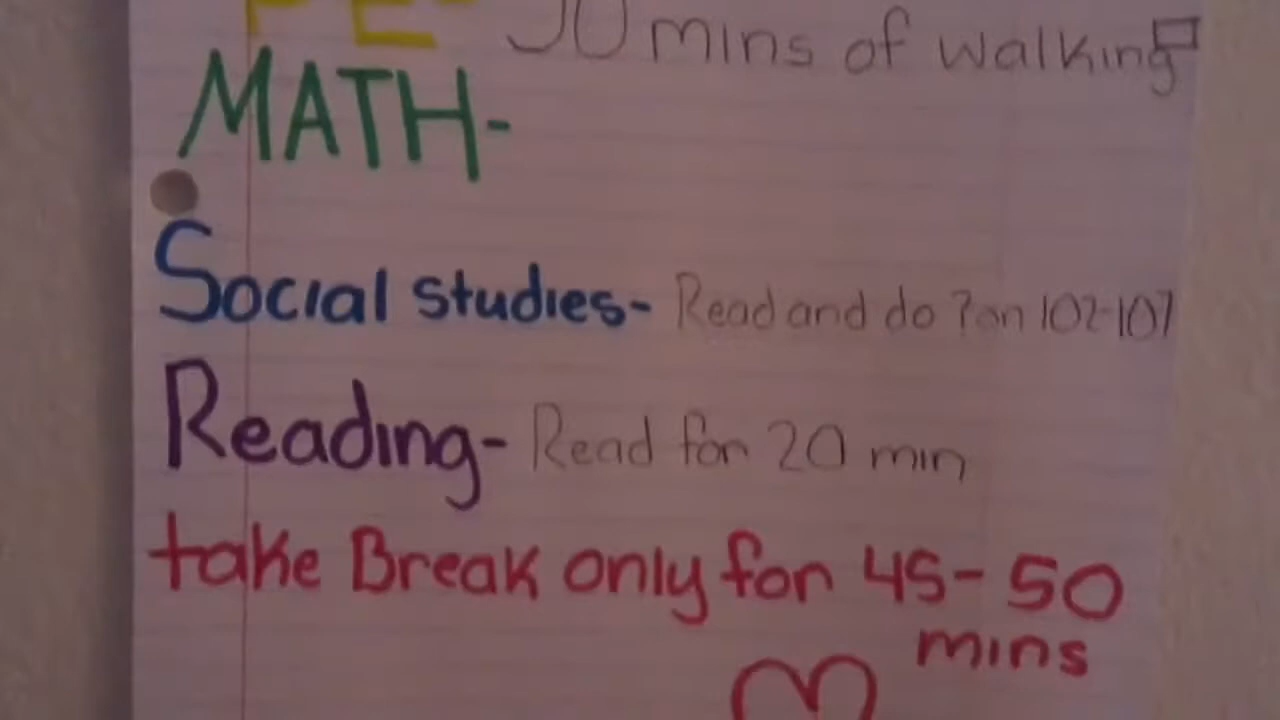 PE- mins of walking
MATH-
Social studies- Read and do ? on 102-107
Reading- Read for 20 min
take Break only for 45-50
mins